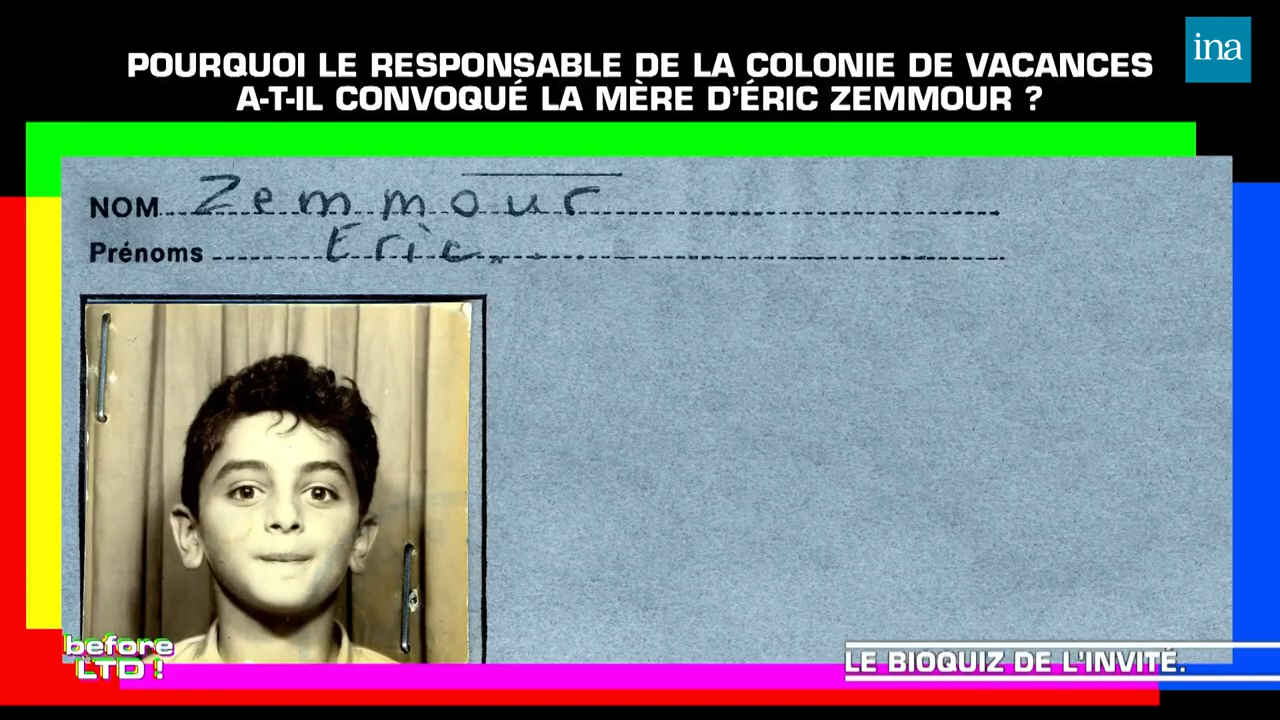 ina
POURQUOI LE RESPONSABLE DE LA COLONIE DE VACANCES
A-T-IL CONVOQUÉ LA MÈRE D'ÉRIC ZEMMOUR ?
NOM Zemmour
Prénoms Eric.
before
LTD !
LE BIOQUIZ DE L'INVITÉ.